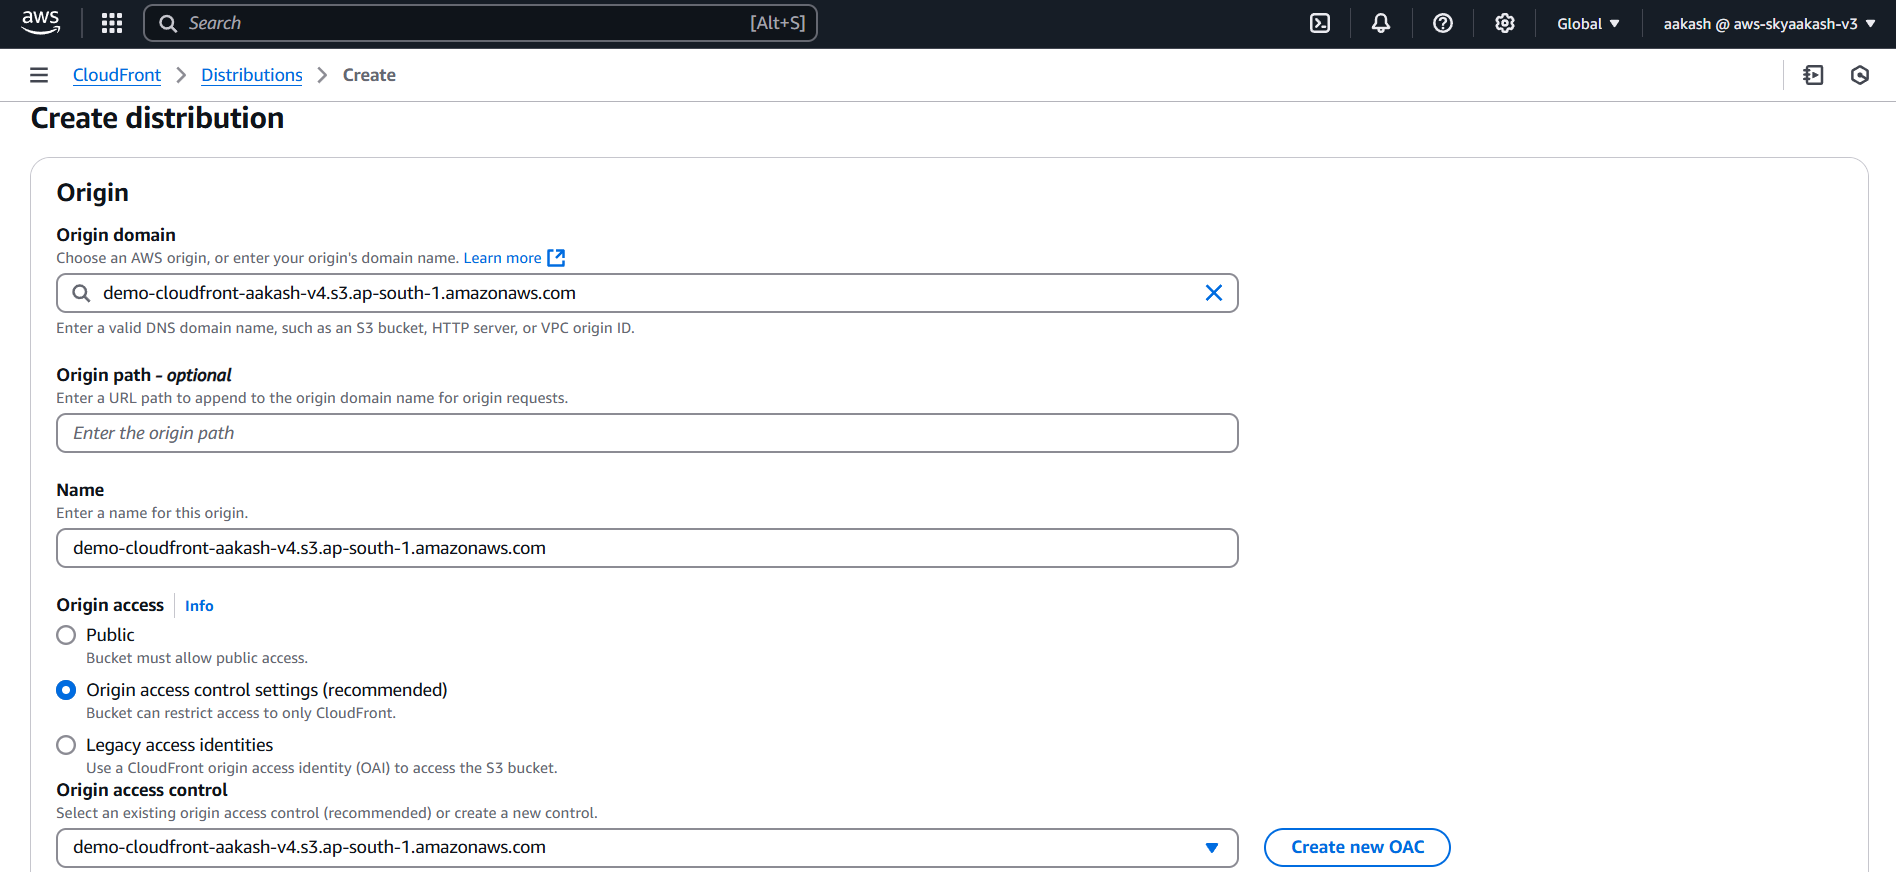 aws
Search [Alt+S]
Global
aakash @ aws-skyaakash-v3
CloudFront > Distributions > Create
Create distribution
Origin
Origin domain
Choose an AWS origin, or enter your origin's domain name. Learn more
demo-cloudfront-aakash-v4.s3.ap-south-1.amazonaws.com
Enter a valid DNS domain name, such as an S3 bucket, HTTP server, or VPC origin ID.
Origin path - optional
Enter a URL path to append to the origin domain name for origin requests.
Enter the origin path
Name
Enter a name for this origin.
demo-cloudfront-aakash-v4.s3.ap-south-1.amazonaws.com
Origin access Info
Public
Bucket must allow public access.
Origin access control settings (recommended)
Bucket can restrict access to only CloudFront.
Legacy access identities
Use a CloudFront origin access identity (OAI) to access the S3 bucket.
Origin access control
Select an existing origin access control (recommended) or create a new control.
demo-cloudfront-aakash-v4.s3.ap-south-1.amazonaws.com
Create new OAC